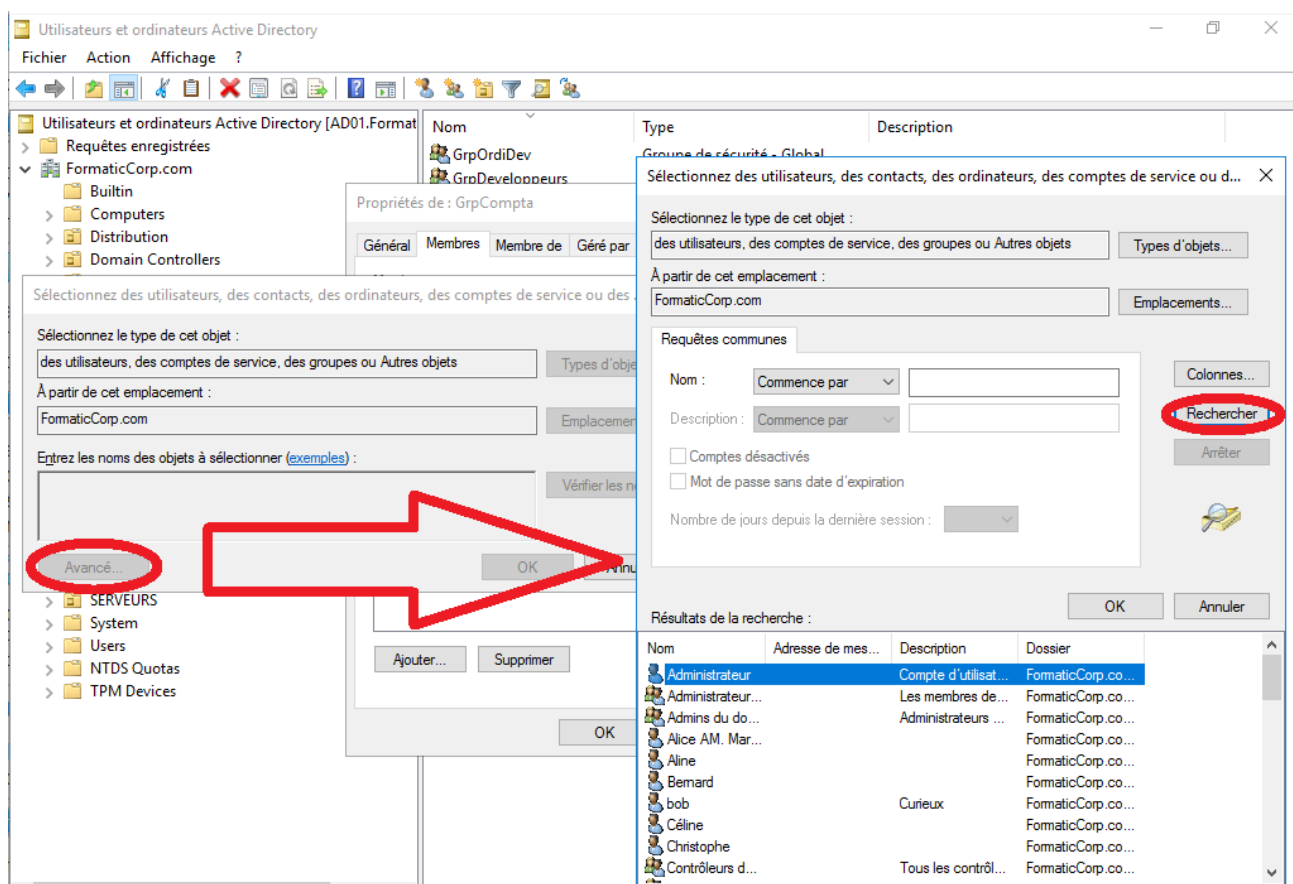 Utilisateurs et ordinateurs Active Directory
Fichier Action Affichage ?
Utilisateurs et ordinateurs Active Directory [AD01.Format
Requêtes enregistrées
FormaticCorp.com
Builtin
Computers
Distribution
Domain Controllers
SERVEURS
System
Users
NTDS Quotas
TPM Devices
Nom Type Description
GrpOrdiDev Groupe de sécurité - Global
GrpDeveloppeurs
Propriétés de : GrpCompta
Général Membres Membre de Géré par
Ajouter... Supprimer
OK
Sélectionnez des utilisateurs, des contacts, des ordinateurs, des comptes de service ou des
Sélectionnez le type de cet objet :
des utilisateurs, des comptes de service, des groupes ou Autres objets Types d'obje
À partir de cet emplacement :
FormaticCorp.com Emplacemen
Entrez les noms des objets à sélectionner (exemples) :
Vérifier les n
Avancé... OK Annu
Sélectionnez des utilisateurs, des contacts, des ordinateurs, des comptes de service ou d...
Sélectionnez le type de cet objet :
des utilisateurs, des comptes de service, des groupes ou Autres objets Types d'objets...
À partir de cet emplacement :
FormaticCorp.com Emplacements...
Requêtes communes
Nom : Commence par
Description : Commence par
Comptes désactivés
Mot de passe sans date d'expiration
Nombre de jours depuis la dernière session :
Colonnes...
Rechercher
Arrêter
OK Annuler
Résultats de la recherche :
Nom Adresse de mes... Description Dossier
Administrateur Compte d'utilisat... FormaticCorp.co...
Administrateur... Les membres de... FormaticCorp.co...
Admins du do... Administrateurs ... FormaticCorp.co...
Alice AM. Mar... FormaticCorp.co...
Aline FormaticCorp.co...
Bernard FormaticCorp.co...
bob Curieux FormaticCorp.co...
Céline FormaticCorp.co...
Christophe FormaticCorp.co...
Contrôleurs d... Tous les contrôl... FormaticCorp.co...